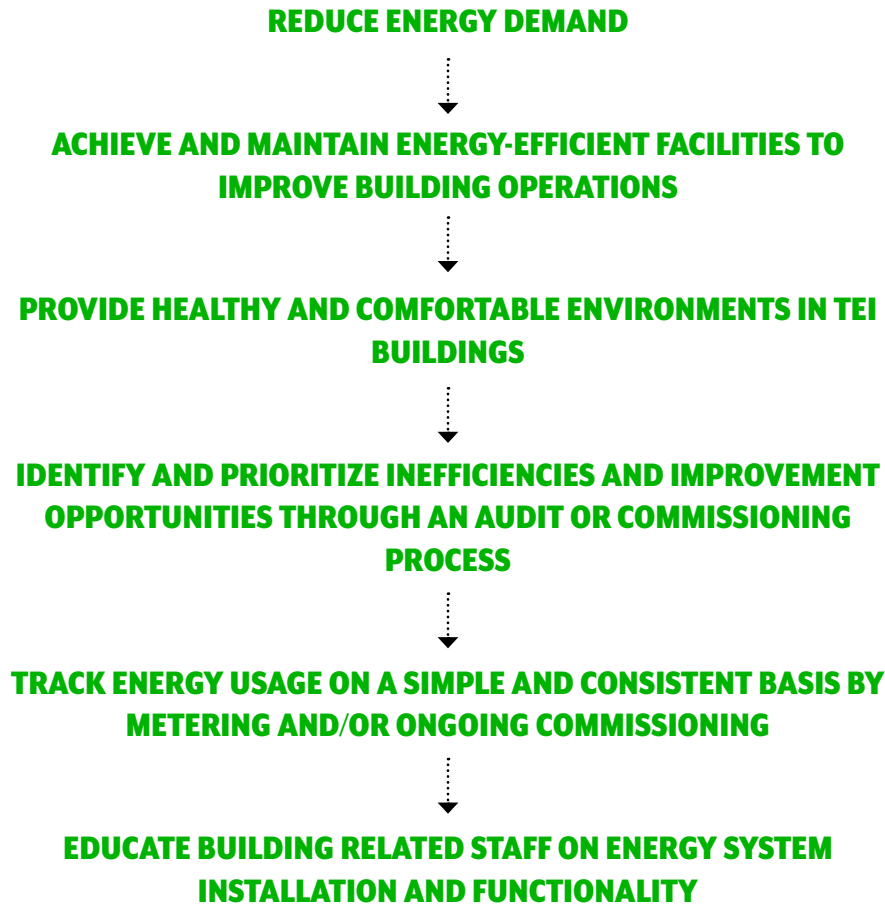 REDUCE ENERGY DEMAND
ACHIEVE AND MAINTAIN ENERGY-EFFICIENT FACILITIES TO
IMPROVE BUILDING OPERATIONS
PROVIDE HEALTHY AND COMFORTABLE ENVIRONMENTS IN TEI
BUILDINGS
IDENTIFY AND PRIORITIZE INEFFICIENCIES AND IMPROVEMENT
OPPORTUNITIES THROUGH AN AUDIT OR COMMISSIONING
PROCESS
TRACK ENERGY USAGE ON A SIMPLE AND CONSISTENT BASIS BY
METERING AND/OR ONGOING COMMISSIONING
EDUCATE BUILDING RELATED STAFF ON ENERGY SYSTEM
INSTALLATION AND FUNCTIONALITY